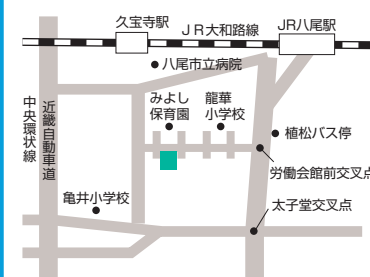 久宝寺駅
JR大和路線
JR八尾駅
八尾市立病院
みよし
保育園
龍華
小学校
植松バス停
中央環状線
近畿自動車道
労働会館前交叉点
亀井小学校
太子堂交叉点